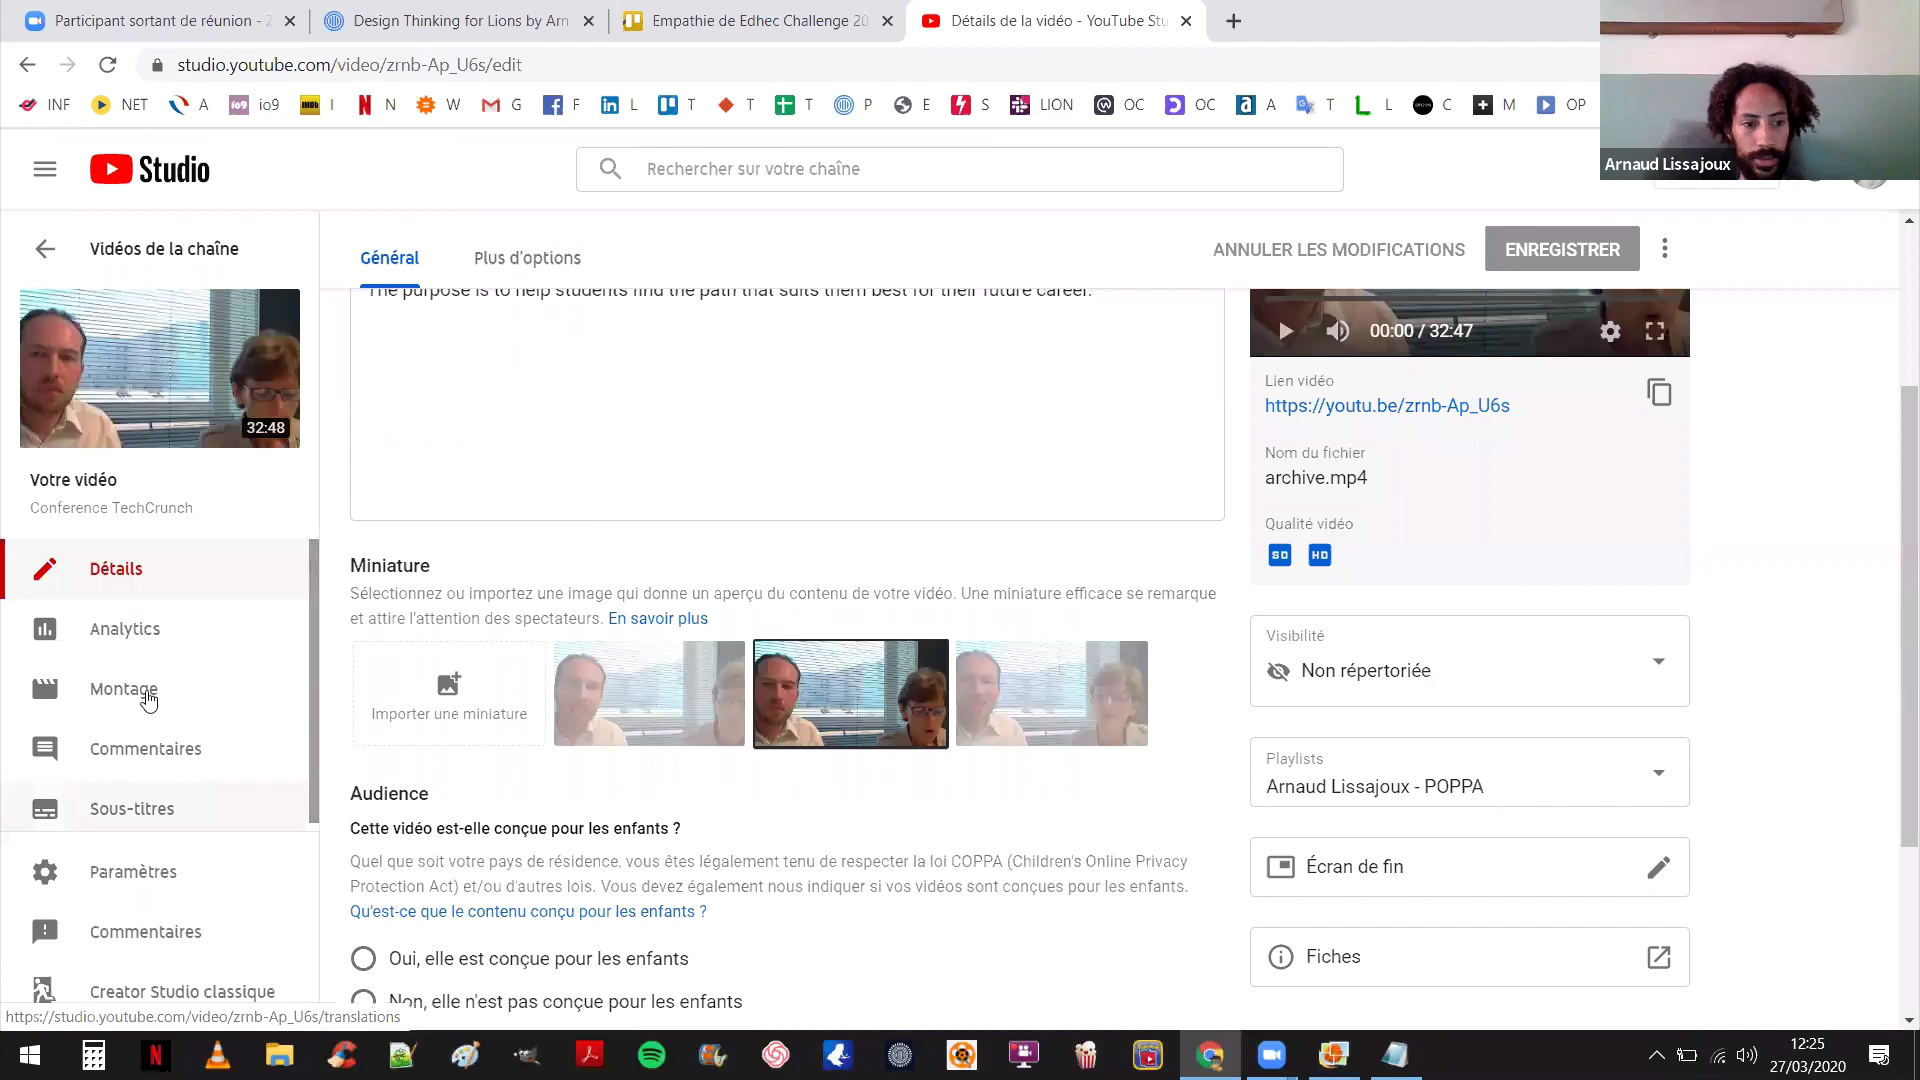 Participant sortant de réunion - Z
Design Thinking for Lions by Arn
Empathie de Edhec Challenge 20
Détails de la vidéo - YouTube Stu
studio.youtube.com/video/zrnb-Ap_U6s/edit
INF NET A io9 I N W G F L T T T P E S LION OC OC A T L C M OP
Arnaud Lissajoux
Studio
Rechercher sur votre chaîne
Vidéos de la chaîne
Général
Plus d'options
ANNULER LES MODIFICATIONS
ENREGISTRER
The purpose is to help students find the path that suits them best for their future career.
00:00 / 32:47
32:48
Lien vidéo
https://youtu.be/zrnb-Ap_U6s
Nom du fichier
archive.mp4
Qualité vidéo
SD HD
Votre vidéo
Conference TechCrunch
Détails
Analytics
Montage
Commentaires
Sous-titres
Paramètres
Commentaires
Creator Studio classique
Miniature
Sélectionnez ou importez une image qui donne un aperçu du contenu de votre vidéo. Une miniature efficace se remarque
et attire l'attention des spectateurs. En savoir plus
Importer une miniature
Audience
Cette vidéo est-elle conçue pour les enfants ?
Quel que soit votre pays de résidence, vous êtes légalement tenu de respecter la loi COPPA (Children's Online Privacy
Protection Act) et/ou d'autres lois. Vous devez également nous indiquer si vos vidéos sont conçues pour les enfants.
Qu'est-ce que le contenu conçu pour les enfants ?
Oui, elle est conçue pour les enfants
Non, elle n'est pas conçue pour les enfants
Visibilité
Non répertoriée
Playlists
Arnaud Lissajoux - POPPA
Écran de fin
Fiches
https://studio.youtube.com/video/zrnb-Ap_U6s/translations
12:25
27/03/2020